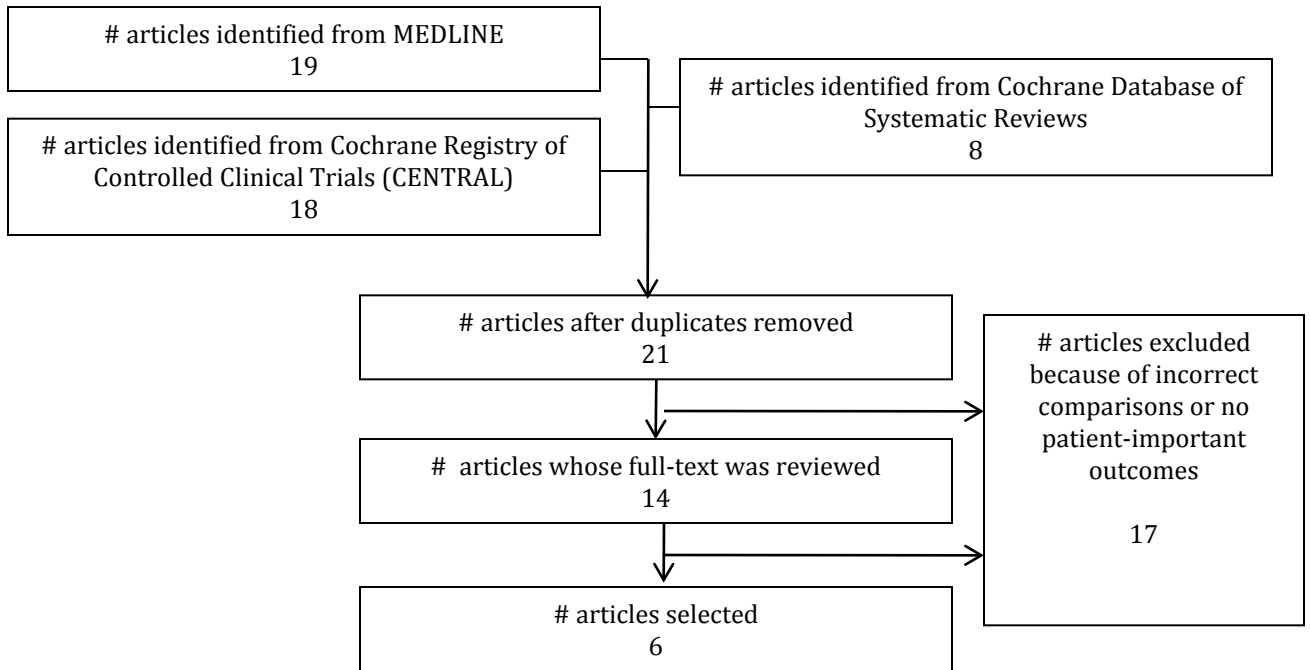 # articles identified from MEDLINE
19
# articles identified from Cochrane Database of
Systematic Reviews
8
# articles identified from Cochrane Registry of
Controlled Clinical Trials (CENTRAL)
18
# articles after duplicates removed
21
# articles excluded
because of incorrect
comparisons or no
patient-important
outcomes
17
# articles whose full-text was reviewed
14
# articles selected
6